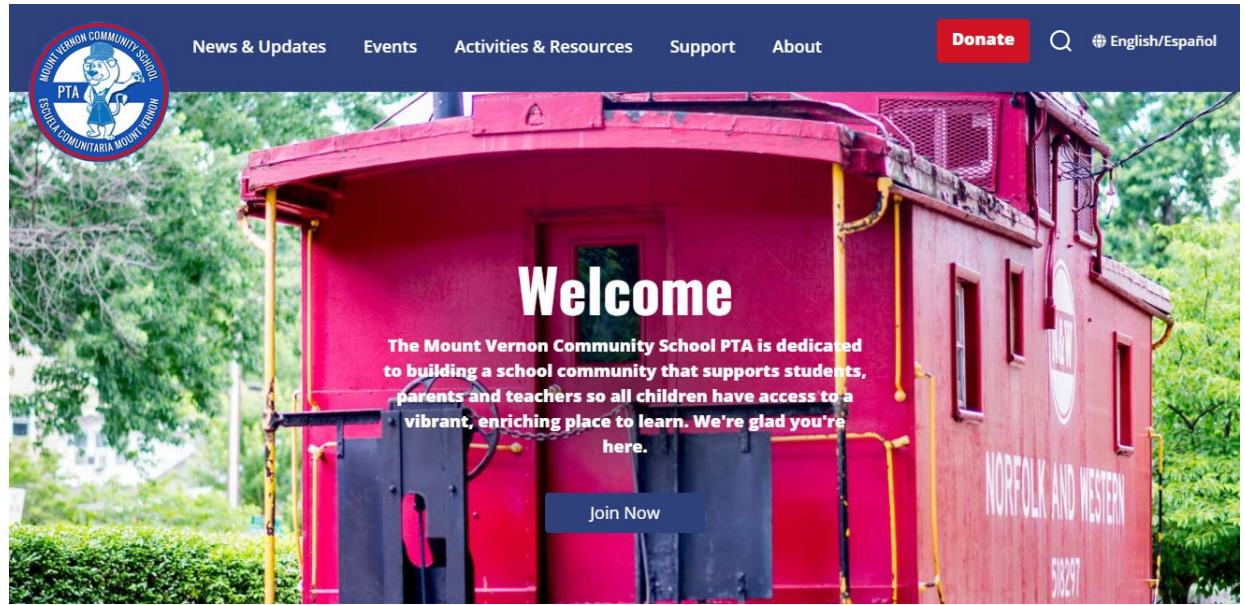 MOUNT VERNON COMMUNITY SCHOOL
PTA
ESCUELA COMUNITARIA MOUNT VERNON
News & Updates
Events
Activities & Resources
Support
About
Donate
English/Español
Welcome
The Mount Vernon Community School PTA is dedicated
to building a school community that supports students,
parents and teachers so all children have access to a
vibrant, enriching place to learn. We're glad you're
here.
Join Now
N&W
NORFOLK AND WESTERN
518297